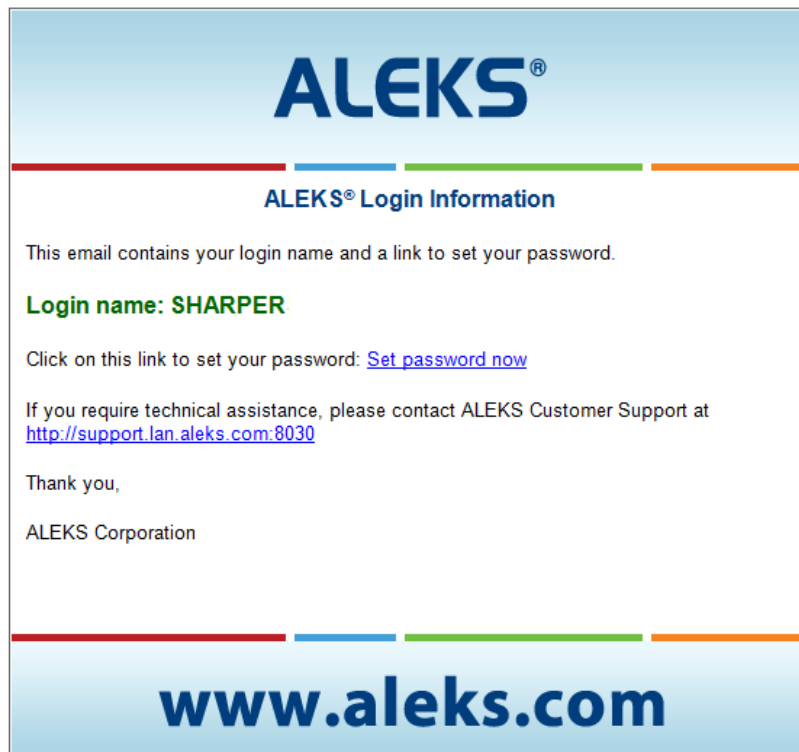 ALEKS®
ALEKS® Login Information
This email contains your login name and a link to set your password.
Login name: SHARPER
Click on this link to set your password: Set password now
If you require technical assistance, please contact ALEKS Customer Support at
http://support.lan.aleks.com:8030
Thank you,
ALEKS Corporation
www.aleks.com